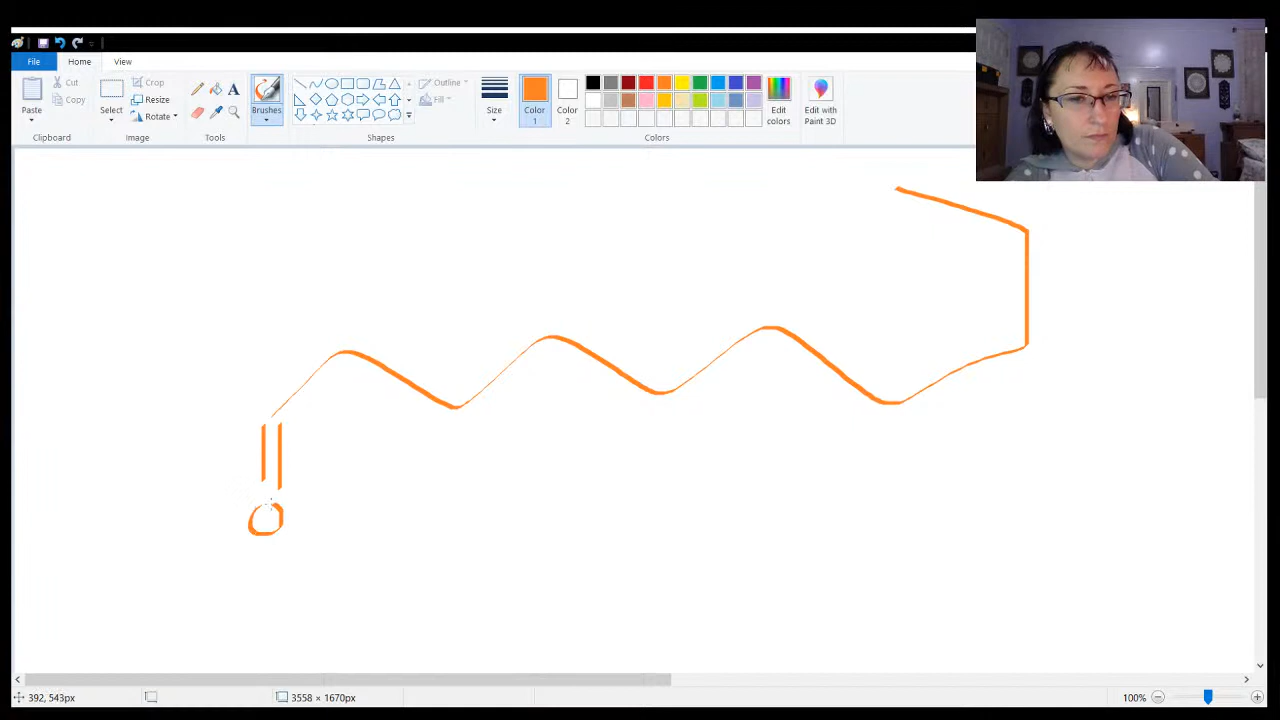 File Home View
Paste Cut Copy Clipboard
Select Crop Resize Rotate Image
A Tools
Outline Fill Shapes
Brushes
Size
Color 1 Color 2 Edit colors Colors
Edit with Paint 3D
O
392, 543px 3558 × 1670px 100%